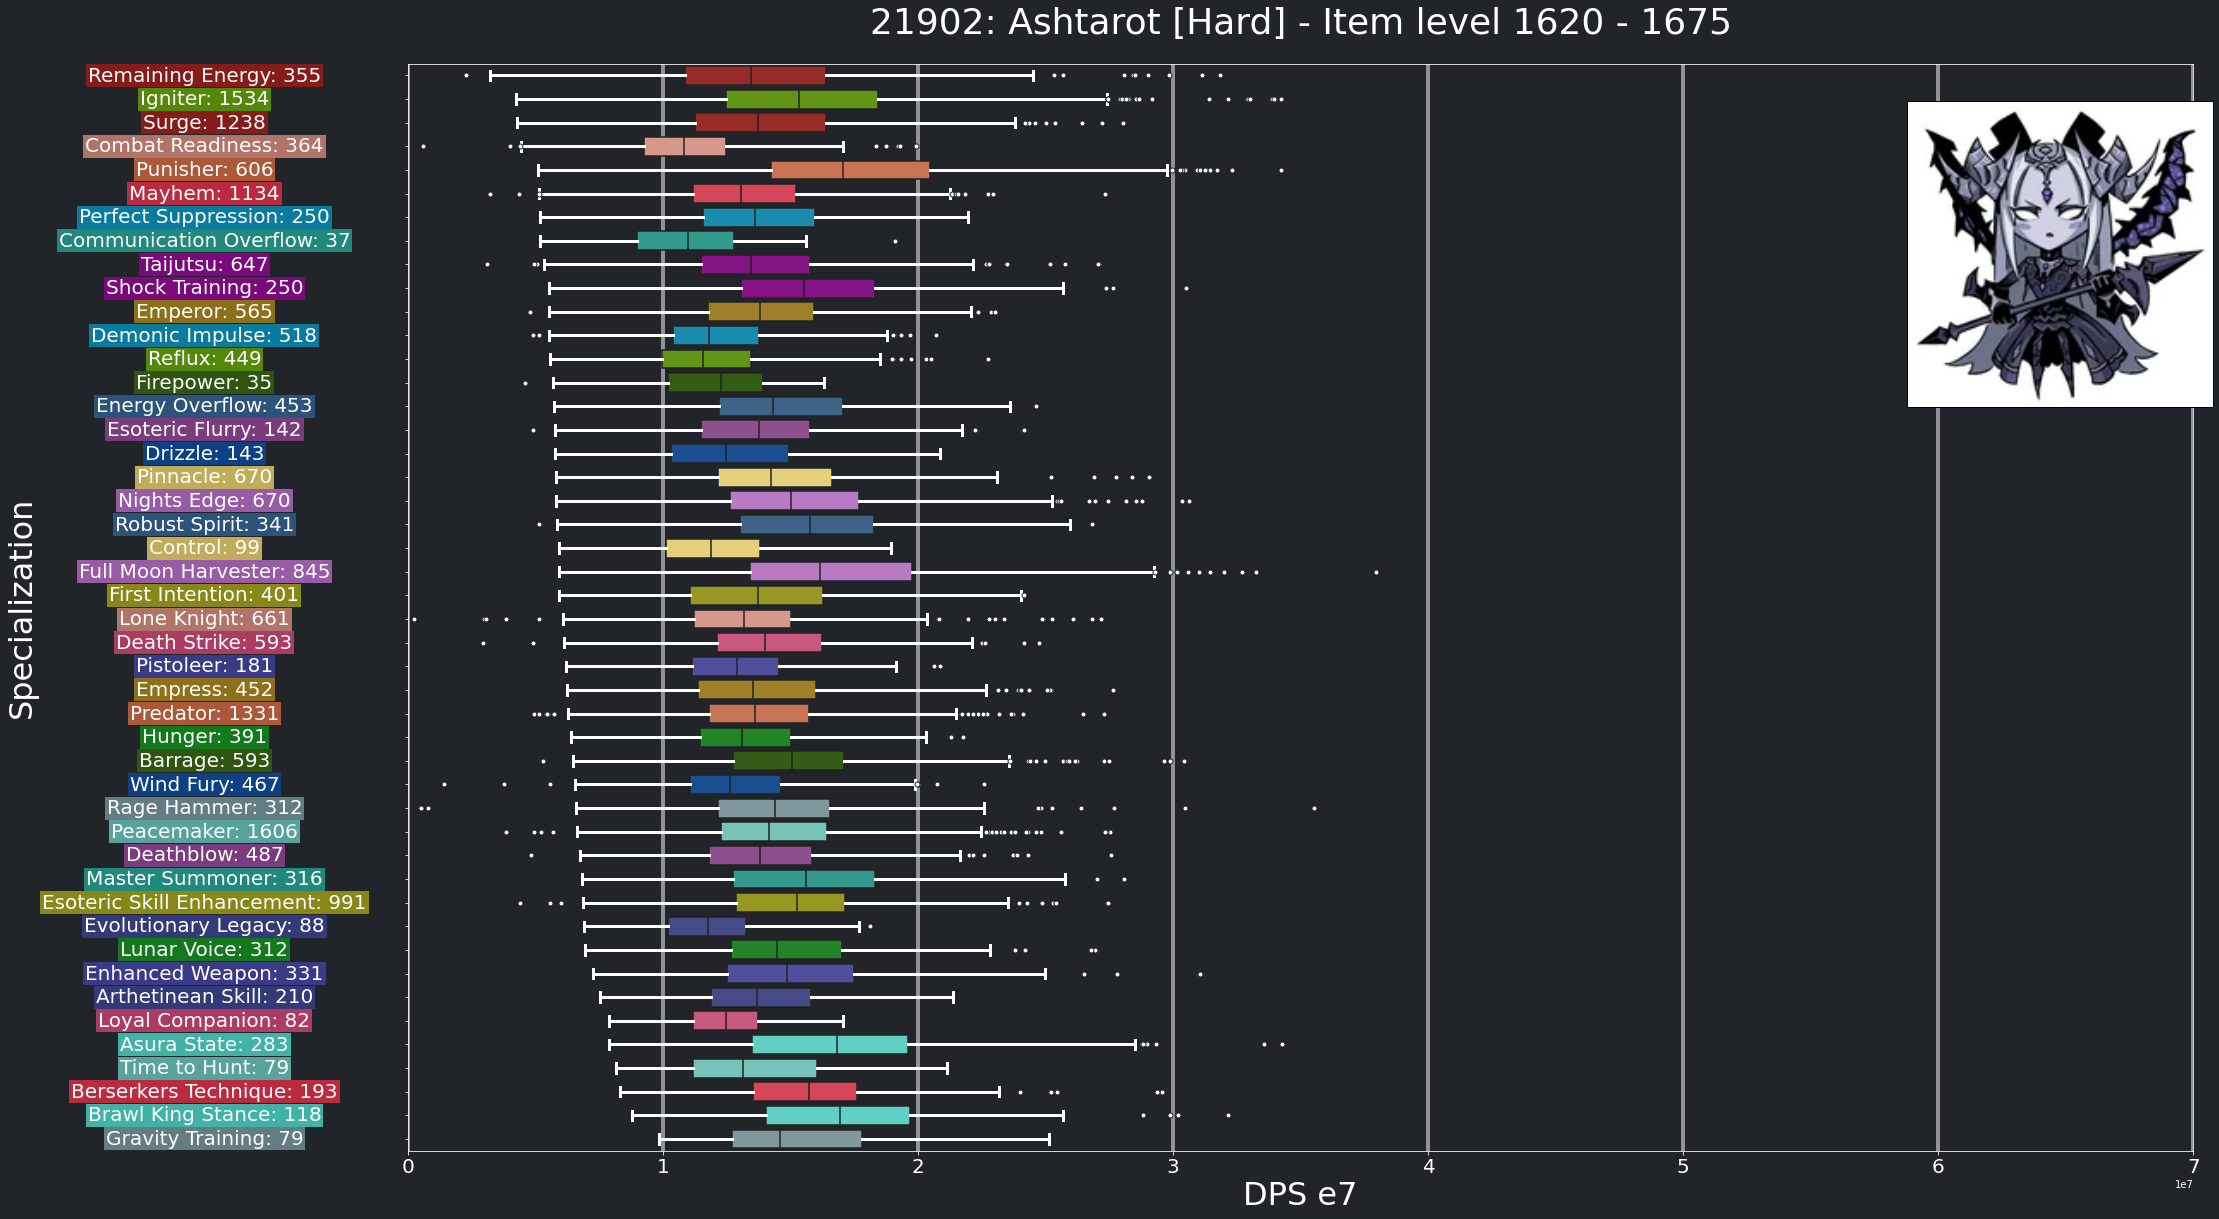 21902: Ashtarot [Hard] - Item level 1620 - 1675
Remaining Energy: 355
Igniter: 1534
Surge: 1238
Combat Readiness: 364
Punisher: 606
Mayhem: 1134
Perfect Suppression: 250
Communication Overflow: 37
Taijutsu: 647
Shock Training: 250
Emperor: 565
Demonic Impulse: 518
Reflux: 449
Firepower: 35
Energy Overflow: 453
Esoteric Flurry: 142
Drizzle: 143
Pinnacle: 670
Nights Edge: 670
Robust Spirit: 341
Control: 99
Full Moon Harvester: 845
First Intention: 401
Lone Knight: 661
Death Strike: 593
Pistoleer: 181
Empress: 452
Predator: 1331
Hunger: 391
Barrage: 593
Wind Fury: 467
Rage Hammer: 312
Peacemaker: 1606
Deathblow: 487
Master Summoner: 316
Esoteric Skill Enhancement: 991
Evolutionary Legacy: 88
Lunar Voice: 312
Enhanced Weapon: 331
Arthetinean Skill: 210
Loyal Companion: 82
Asura State: 283
Time to Hunt: 79
Berserkers Technique: 193
Brawl King Stance: 118
Gravity Training: 79
Specialization
0 1 2 3 4 5 6 7
1e7
DPS e7